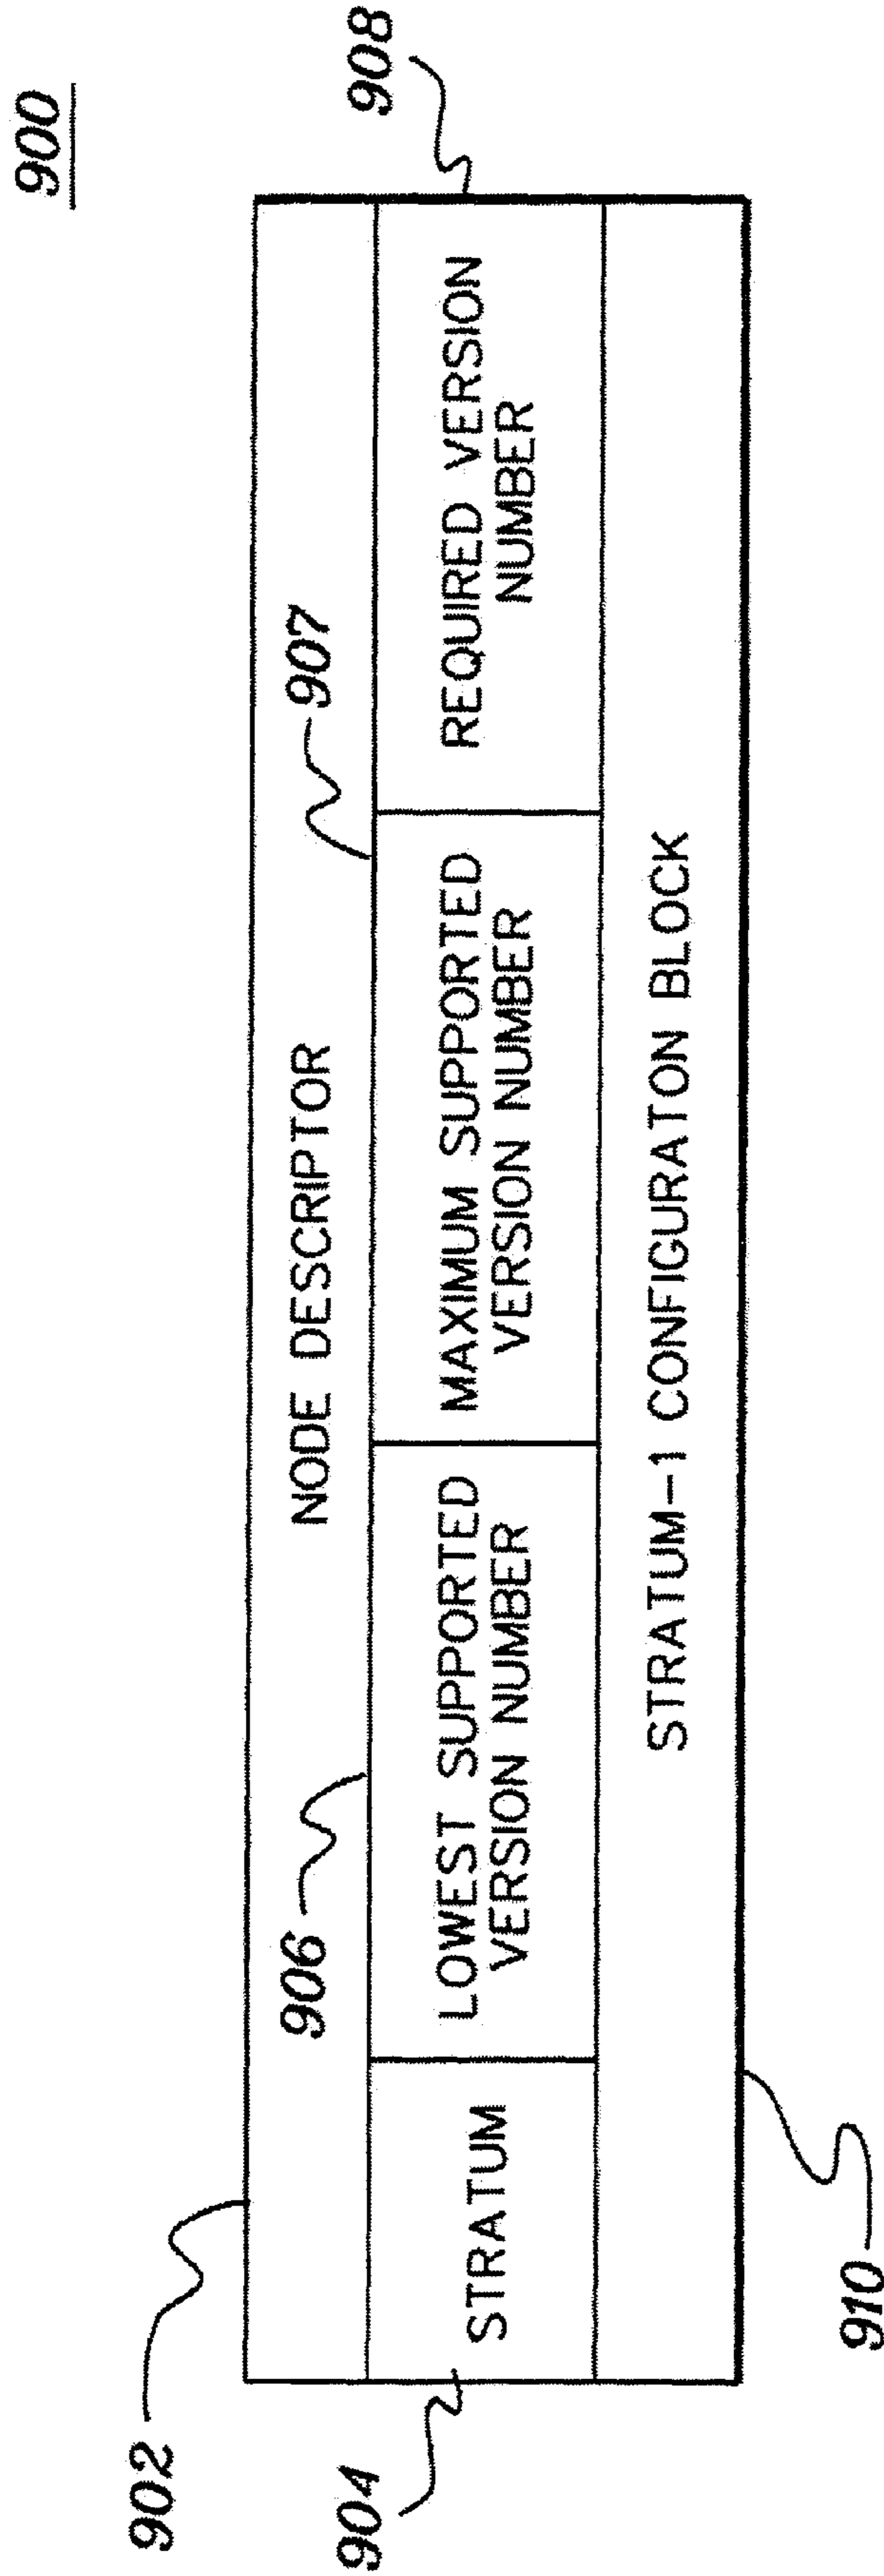 900
902
NODE DESCRIPTOR
904
STRATUM
906
LOWEST SUPPORTED
VERSION NUMBER
907
MAXIMUM SUPPORTED
VERSION NUMBER
908
REQUIRED VERSION
NUMBER
STRATUM-1 CONFIGURATON BLOCK
910